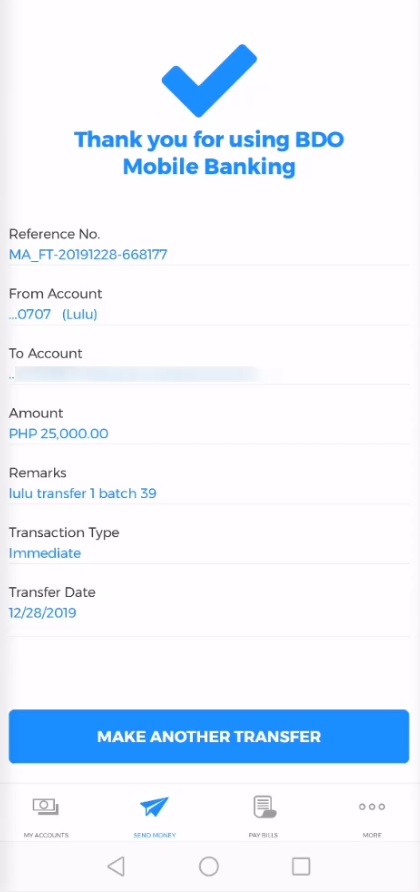 Thank you for using BDO
Mobile Banking
Reference No.
MA_FT-20191228-668177
From Account
...0707 (Lulu)
To Account
Amount
PHP 25,000.00
Remarks
lulu transfer 1 batch 39
Transaction Type
Immediate
Transfer Date
12/28/2019
MAKE ANOTHER TRANSFER
MY ACCOUNTS
SEND MONEY
PAY BILLS
MORE